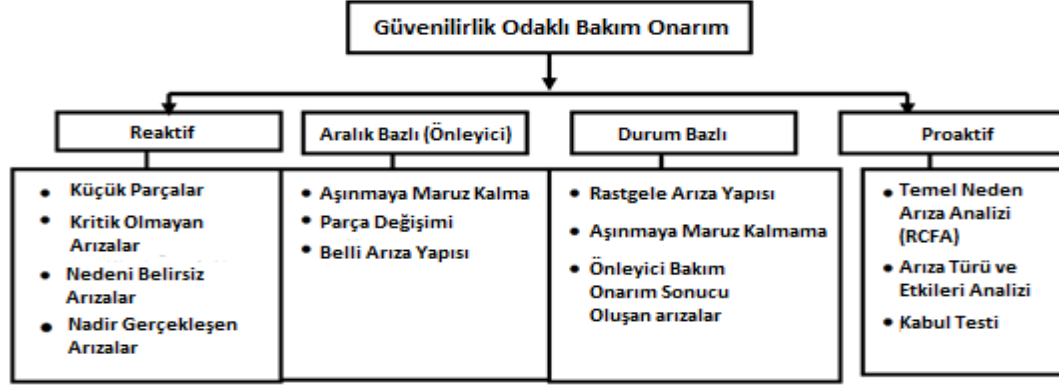 Güvenilirlik Odaklı Bakım Onarım
Reaktif
Aralık Bazlı (Önleyici)
Durum Bazlı
Proaktif
• Küçük Parçalar
• Kritik Olmayan
Arızalar
• Nedeni Belirsiz
Arızalar
• Nadir Gerçekleşen
Arızalar
• Aşınmaya Maruz Kalma
• Parça Değişimi
• Belli Arıza Yapısı
• Rastgele Arıza Yapısı
• Aşınmaya Maruz Kalmama
• Önleyici Bakım
Onarım Sonucu
Oluşan arızalar
• Temel Neden
Arıza Analizi
(RCFA)
• Arıza Türü ve
Etkileri Analizi
• Kabul Testi